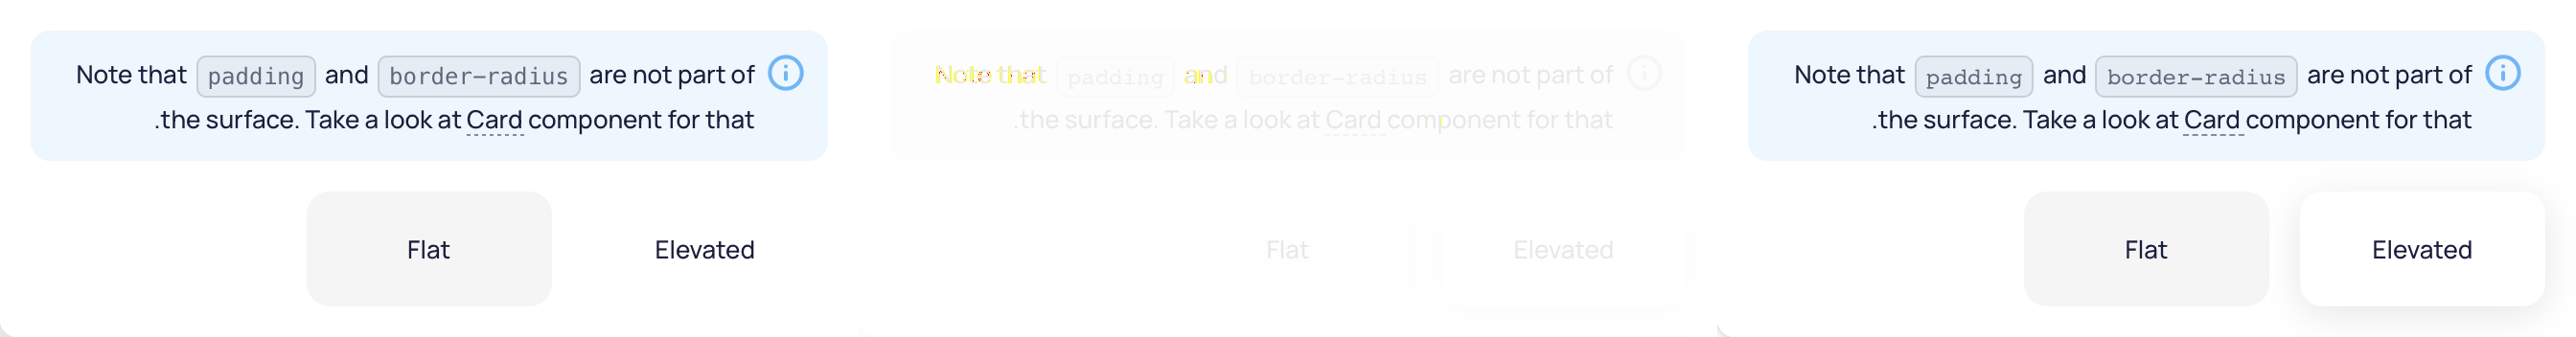 Note that padding and border-radius are not part of
.the surface. Take a look at Card component for that
Flat
Elevated
Note that padding and border-radius are not part of
.the surface. Take a look at Card component for that
Flat
Elevated
Note that padding and border-radius are not part of
.the surface. Take a look at Card component for that
Flat
Elevated